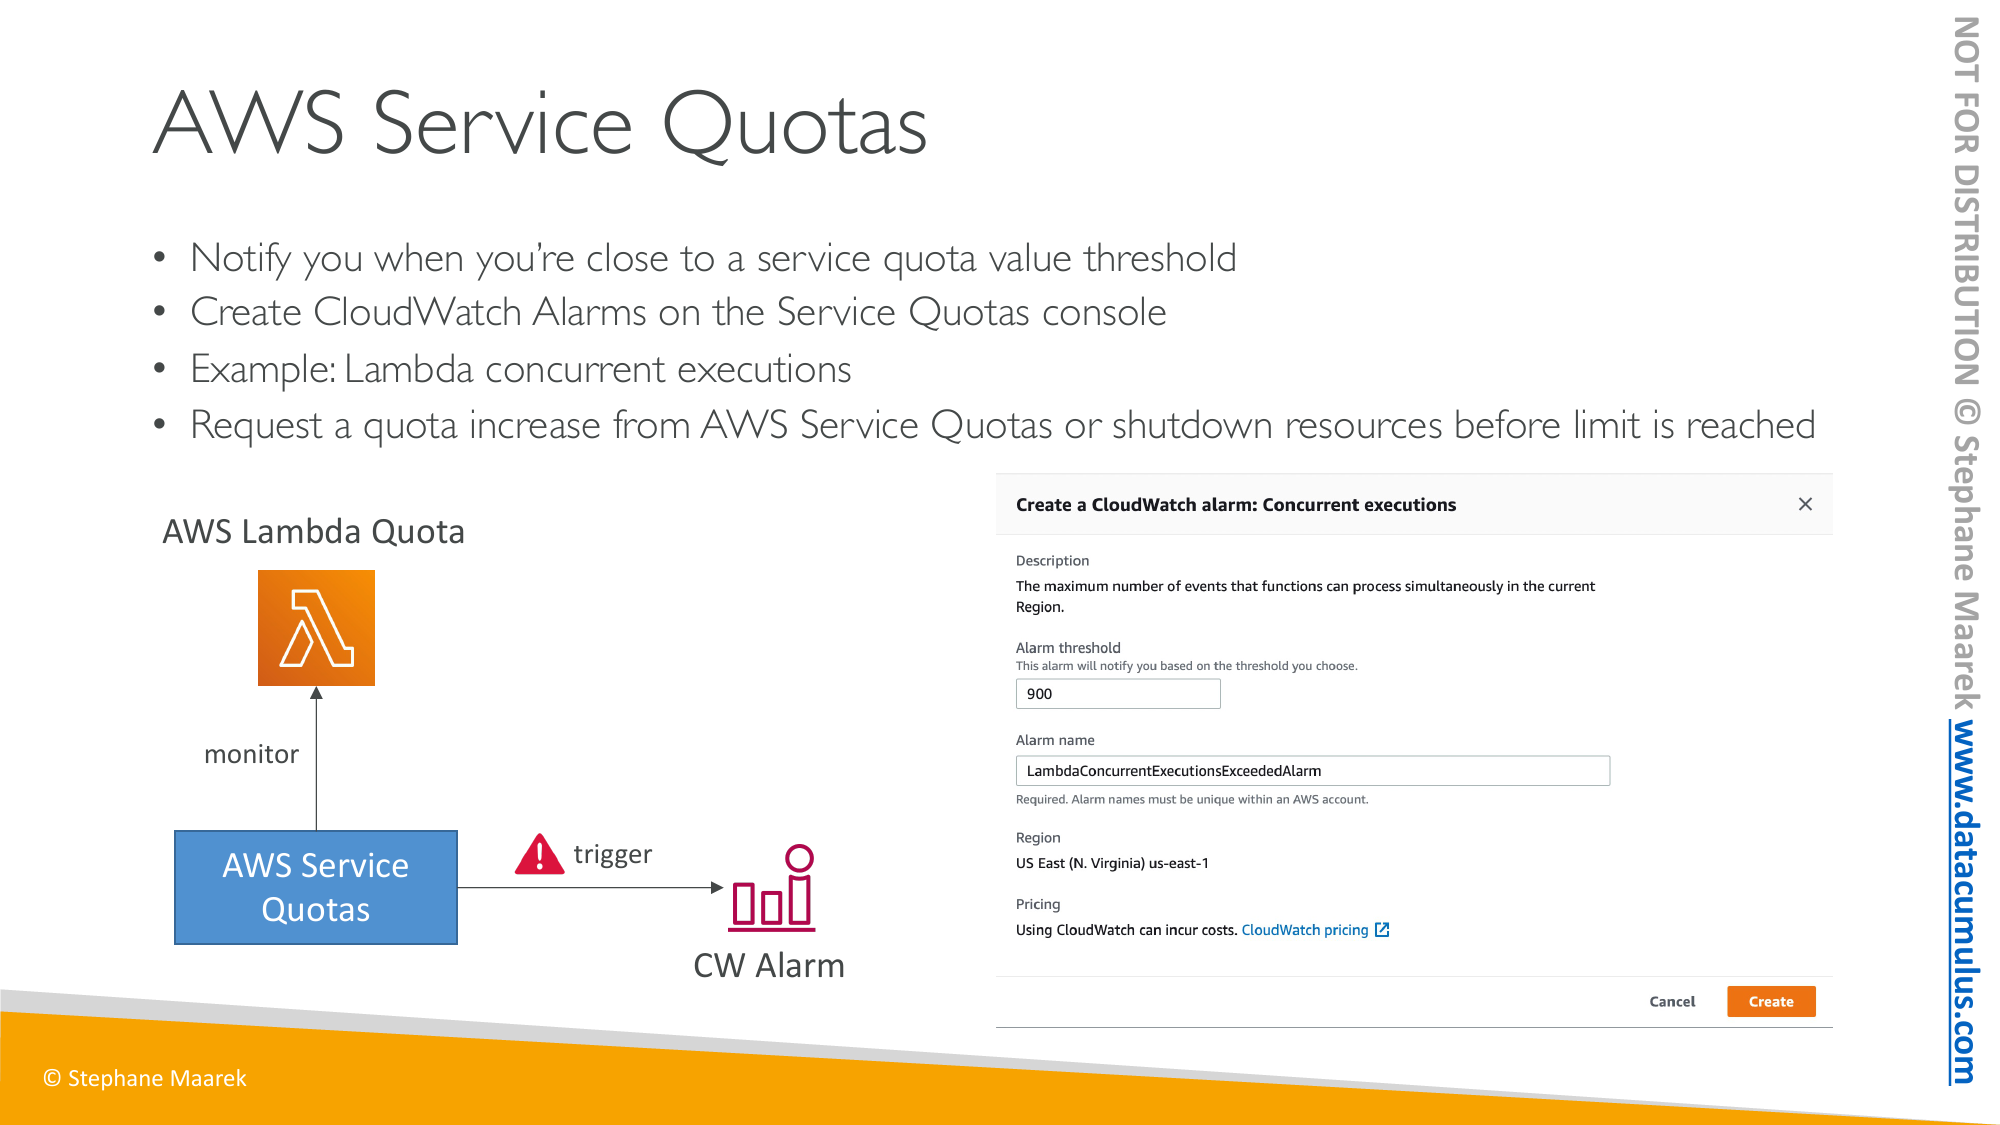 AWS Service Quotas
• Notify you when you’re close to a service quota value threshold
• Create CloudWatch Alarms on the Service Quotas console
• Example: Lambda concurrent executions
• Request a quota increase from AWS Service Quotas or shutdown resources before limit is reached
AWS Lambda Quota
monitor
AWS Service
Quotas
trigger
CW Alarm
Create a CloudWatch alarm: Concurrent executions
Description
The maximum number of events that functions can process simultaneously in the current
Region.
Alarm threshold
This alarm will notify you based on the threshold you choose.
900
Alarm name
LambdaConcurrentExecutionsExceededAlarm
Required. Alarm names must be unique within an AWS account.
Region
US East (N. Virginia) us-east-1
Pricing
Using CloudWatch can incur costs. CloudWatch pricing
Cancel
Create
© Stephane Maarek
NOT FOR DISTRIBUTION © Stephane Maarek www.datacumulus.com